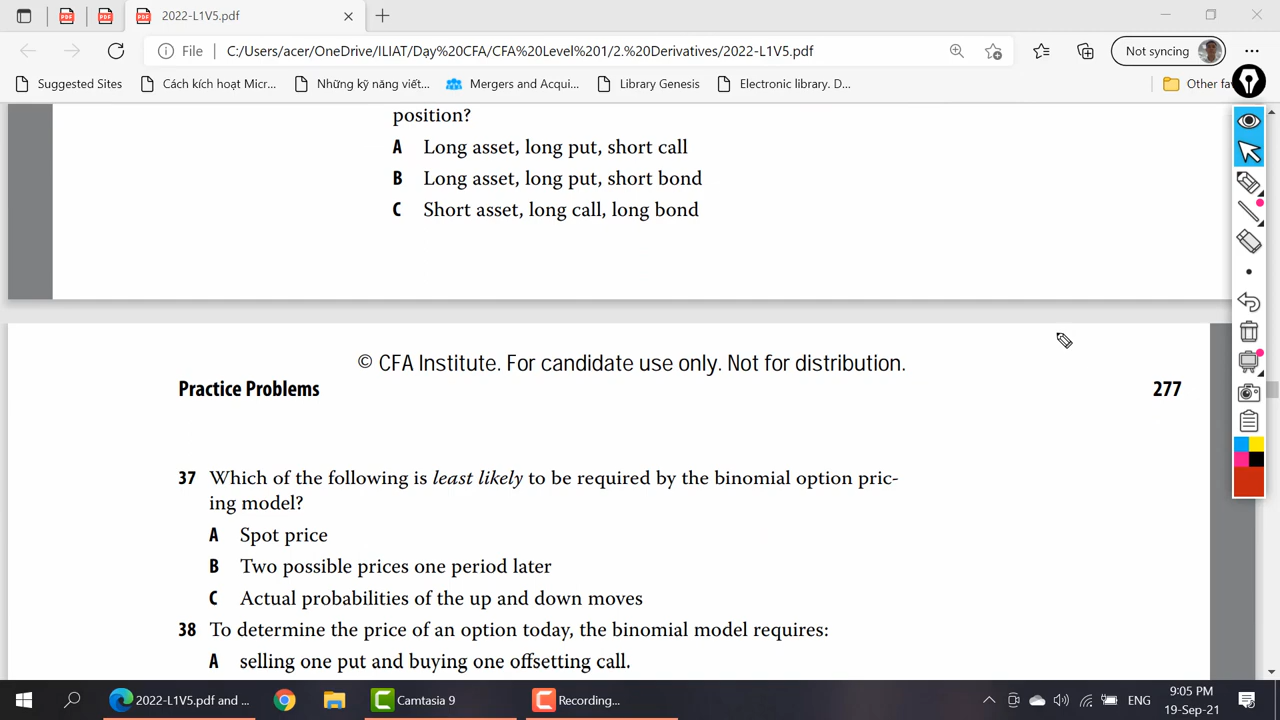 2022-L1V5.pdf
File
C:/Users/acer/OneDrive/ILIAT/Day%20CFA/CFA%20Level%201/2.%20Derivatives/2022-L1V5.pdf
Not syncing
Suggested Sites
Cách kích hoạt Micr...
Những kỹ năng viết...
Mergers and Acqui...
Library Genesis
Electronic library. D...
Other fav
position?
A Long asset, long put, short call
B Long asset, long put, short bond
C Short asset, long call, long bond
© CFA Institute. For candidate use only. Not for distribution.
Practice Problems 277
37 Which of the following is least likely to be required by the binomial option pric-
ing model?
A Spot price
B Two possible prices one period later
C Actual probabilities of the up and down moves
38 To determine the price of an option today, the binomial model requires:
A selling one put and buying one offsetting call.
2022-L1V5.pdf and ...
Camtasia 9
Recording...
ENG
9:05 PM
19-Sep-21